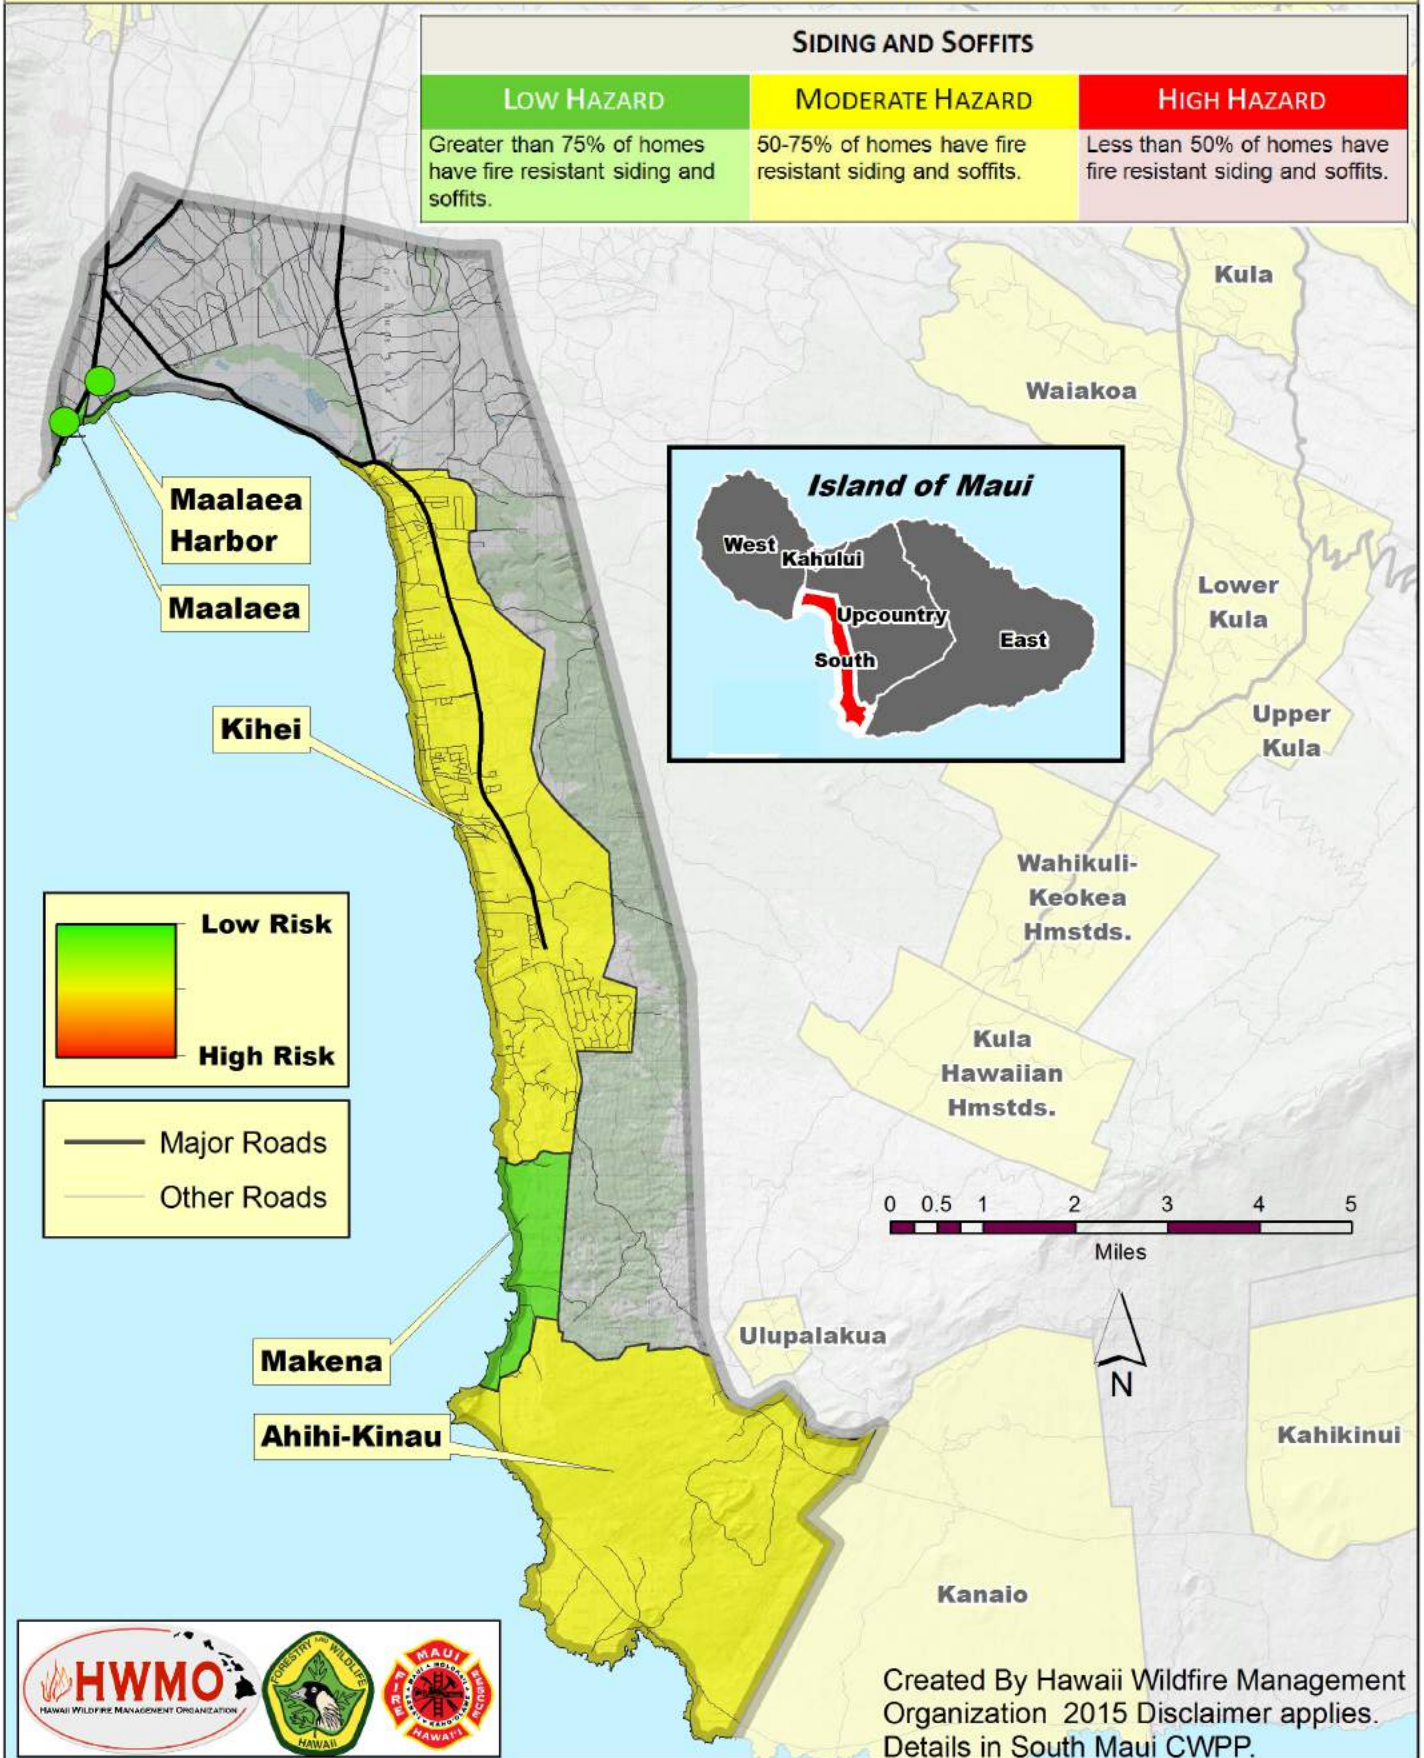 SIDING AND SOFFITS
LOW HAZARD
MODERATE HAZARD
HIGH HAZARD
Greater than 75% of homes
have fire resistant siding and
soffits.
50-75% of homes have fire
resistant siding and soffits.
Less than 50% of homes have
fire resistant siding and soffits.
Kula
Waiakoa
Lower
Kula
Upper
Kula
Island of Maui
West
Kahului
Upcountry
South
East
Maalaea
Harbor
Maalaea
Kihei
Wahikuli-
Keokea
Hmstds.
Low Risk
High Risk
Kula
Hawaiian
Hmstds.
Major Roads
Other Roads
0 0.5 1 2 3 4 5
Miles
N
Makena
Ulupalakua
Ahihi-Kinau
Kahikinui
Kanaio
HWMO
HAWAII WILDFIRE MANAGEMENT ORGANIZATION
FORESTRY AND WILDLIFE
HAWAII
MAUI
FIRE
RESCUE
HAWAI'I
Created By Hawaii Wildfire Management
Organization 2015 Disclaimer applies.
Details in South Maui CWPP.